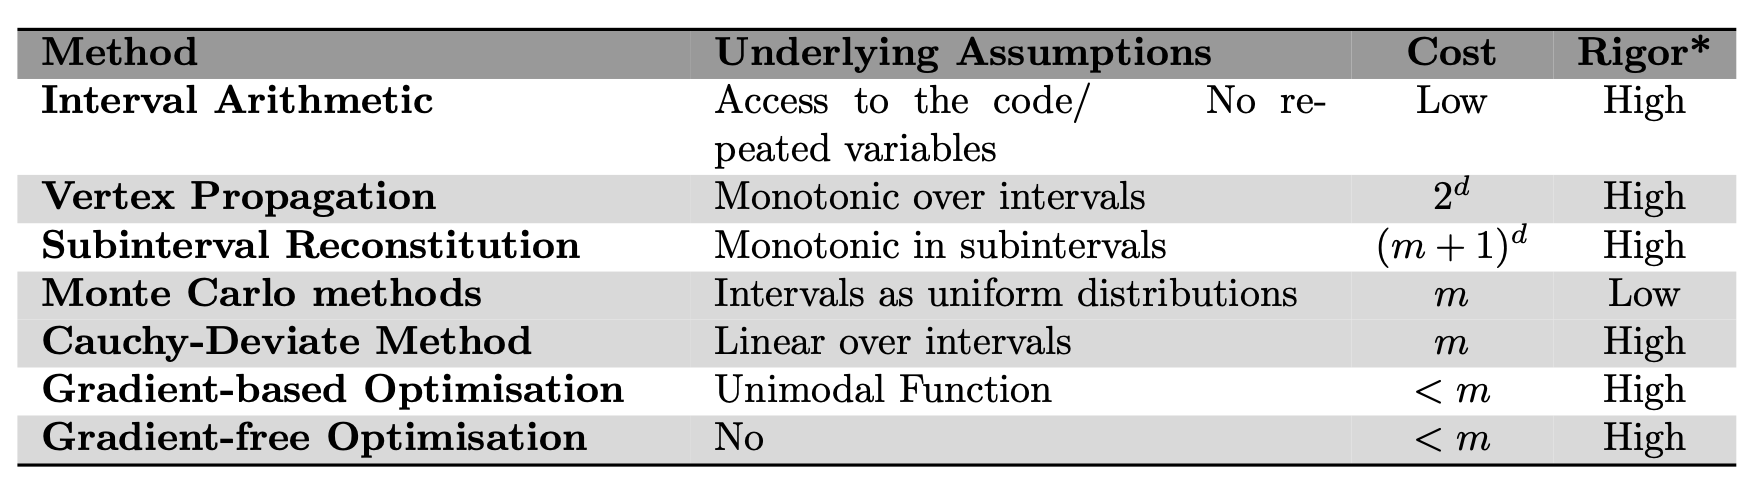 Method Underlying Assumptions Cost Rigor*
Interval Arithmetic Access to the code/ No re- Low High
peated variables
Vertex Propagation Monotonic over intervals 2^d High
Subinterval Reconstitution Monotonic in subintervals (m + 1)^d High
Monte Carlo methods Intervals as uniform distributions m Low
Cauchy-Deviate Method Linear over intervals m High
Gradient-based Optimisation Unimodal Function < m High
Gradient-free Optimisation No < m High